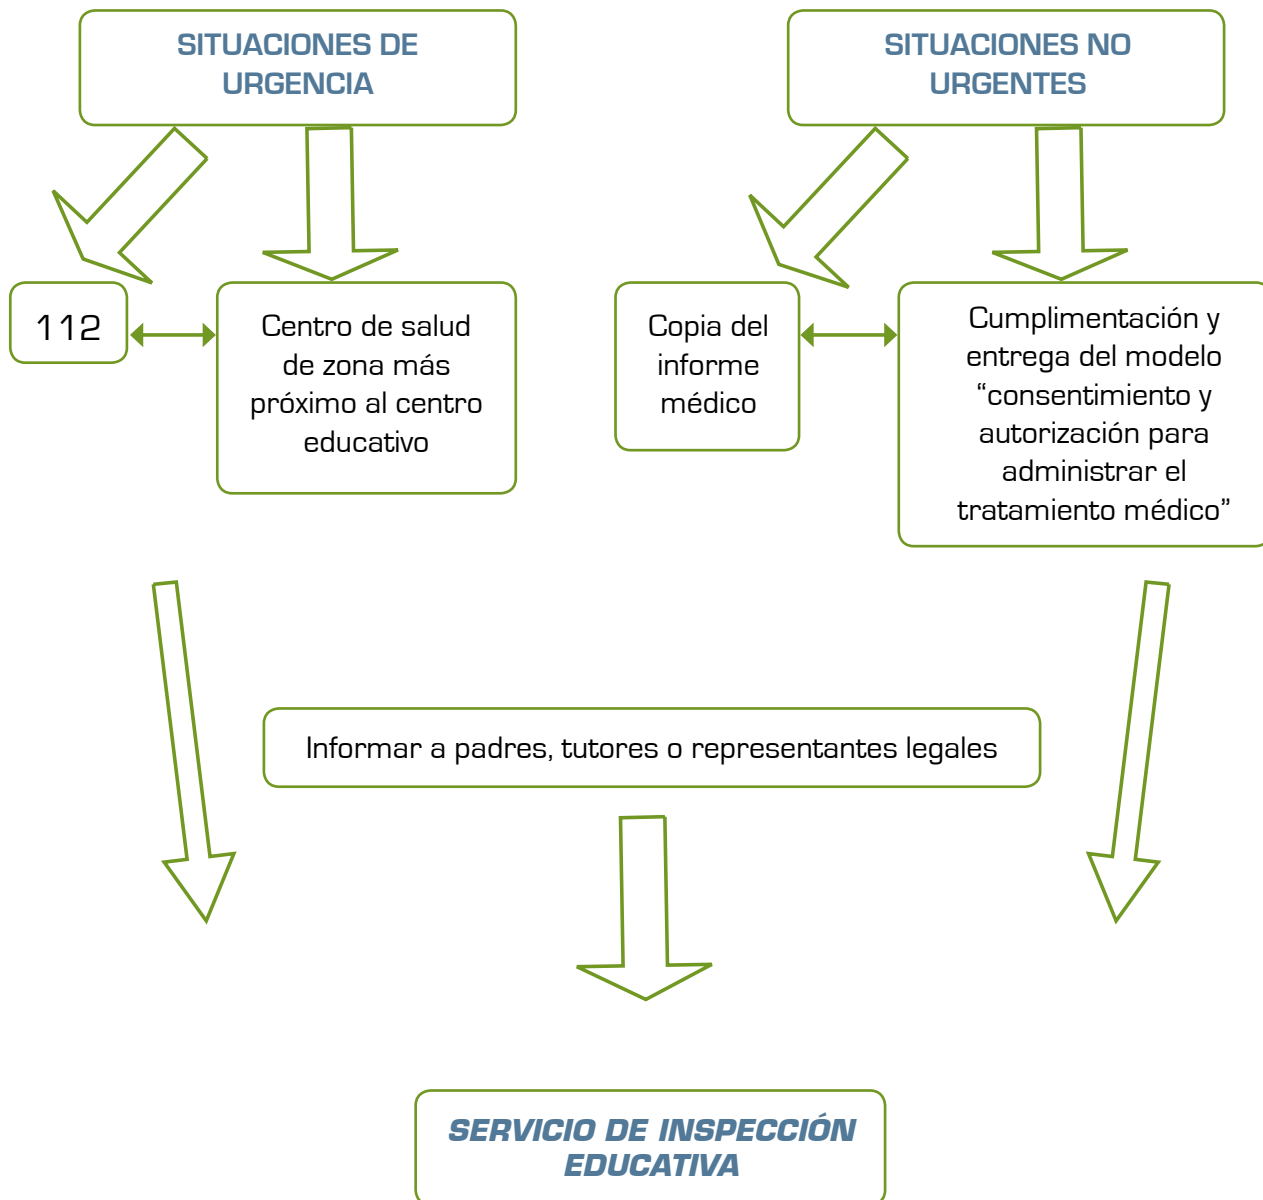 SITUACIONES DE
URGENCIA
SITUACIONES NO
URGENTES
112
Centro de salud
de zona más
próximo al centro
educativo
Copia del
informe
médico
Cumplimentación y
entrega del modelo
“consentimiento y
autorización para
administrar el
tratamiento médico”
Informar a padres, tutores o representantes legales
SERVICIO DE INSPECCIÓN
EDUCATIVA